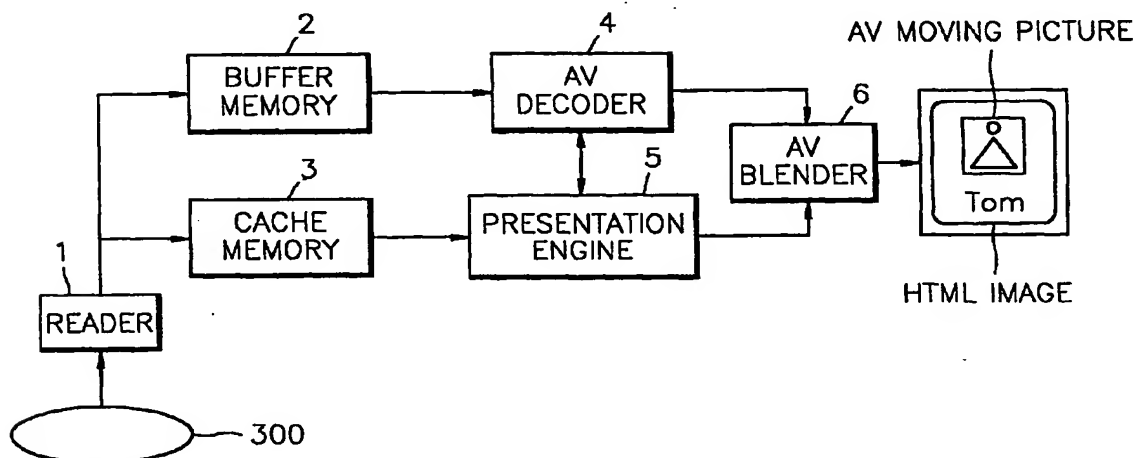 AV MOVING PICTURE
2
BUFFER
MEMORY
4
AV
DECODER
6
AV
BLENDER
Tom
3
CACHE
MEMORY
5
PRESENTATION
ENGINE
HTML IMAGE
1
READER
300